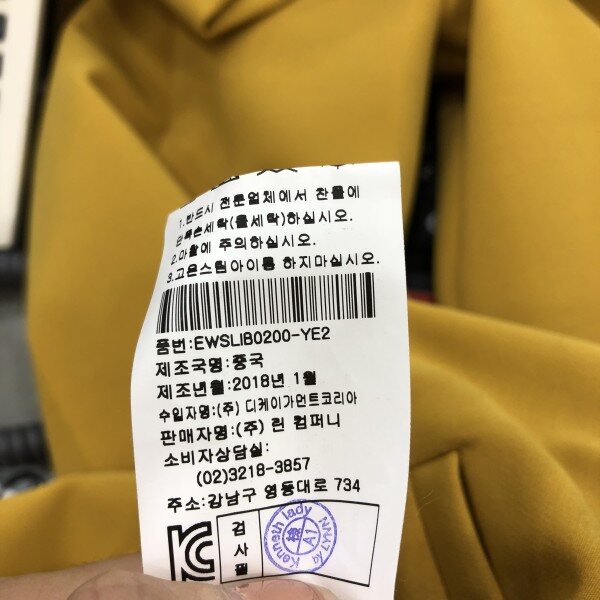 1.반드시 전문업체에서 찬물에
단독손세탁(물세탁)하십시오.
2.마찰에 주의하십시오.
3.고온스팀아이롱 하지마십시오.
품번:EWSLIB0200-YE2
제조국명:중국
제조년월:2018년 1월
수입자명:(주) 디케이가먼트코리아
판매자명:(주) 린 컴퍼니
소비자상담실:
(02)3218-3857
주소:강남구 영동대로 734
검사필
Kenneth lady
A1